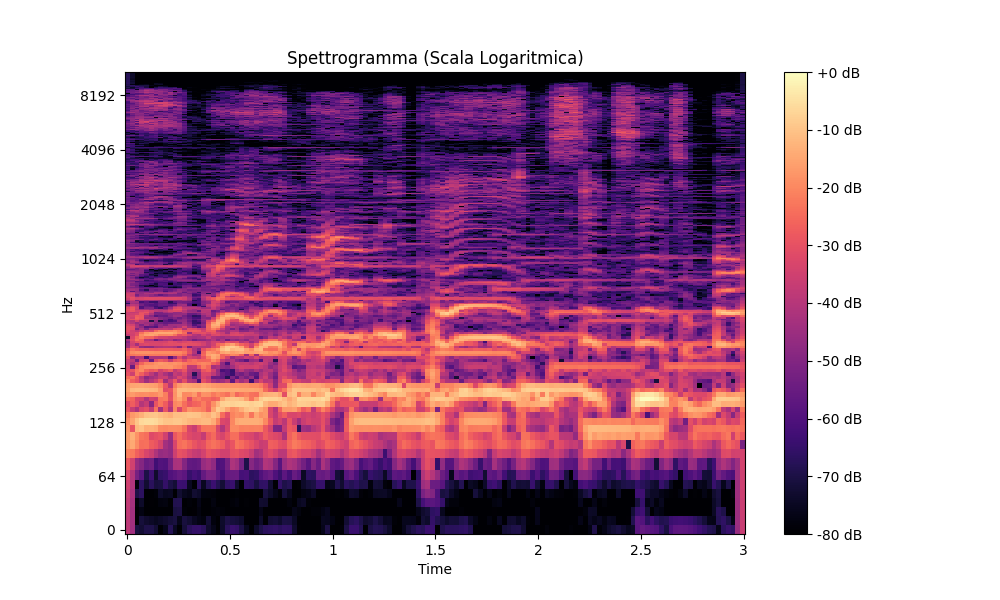 Spettrogramma (Scala Logaritmica)
Hz
8192
4096
2048
1024
512
256
128
64
0
0
0.5
1
1.5
2
2.5
3
Time
+0 dB
-10 dB
-20 dB
-30 dB
-40 dB
-50 dB
-60 dB
-70 dB
-80 dB